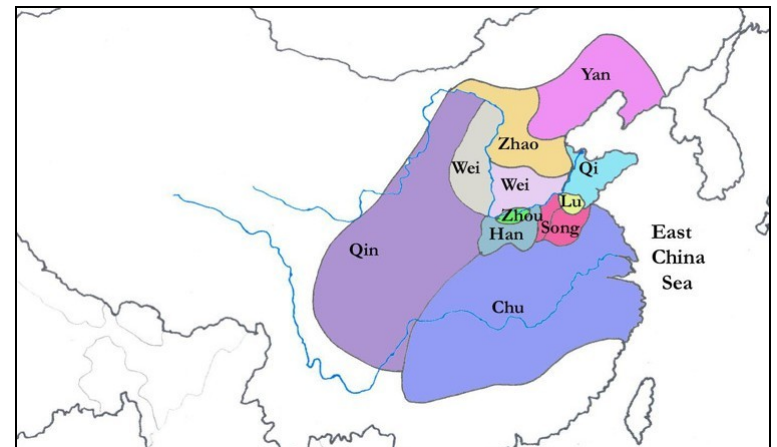 Yan
Zhao
Wei
Qi
Wei
Lu
Zhou
Song
Han
Qin
East
China
Sea
Chu